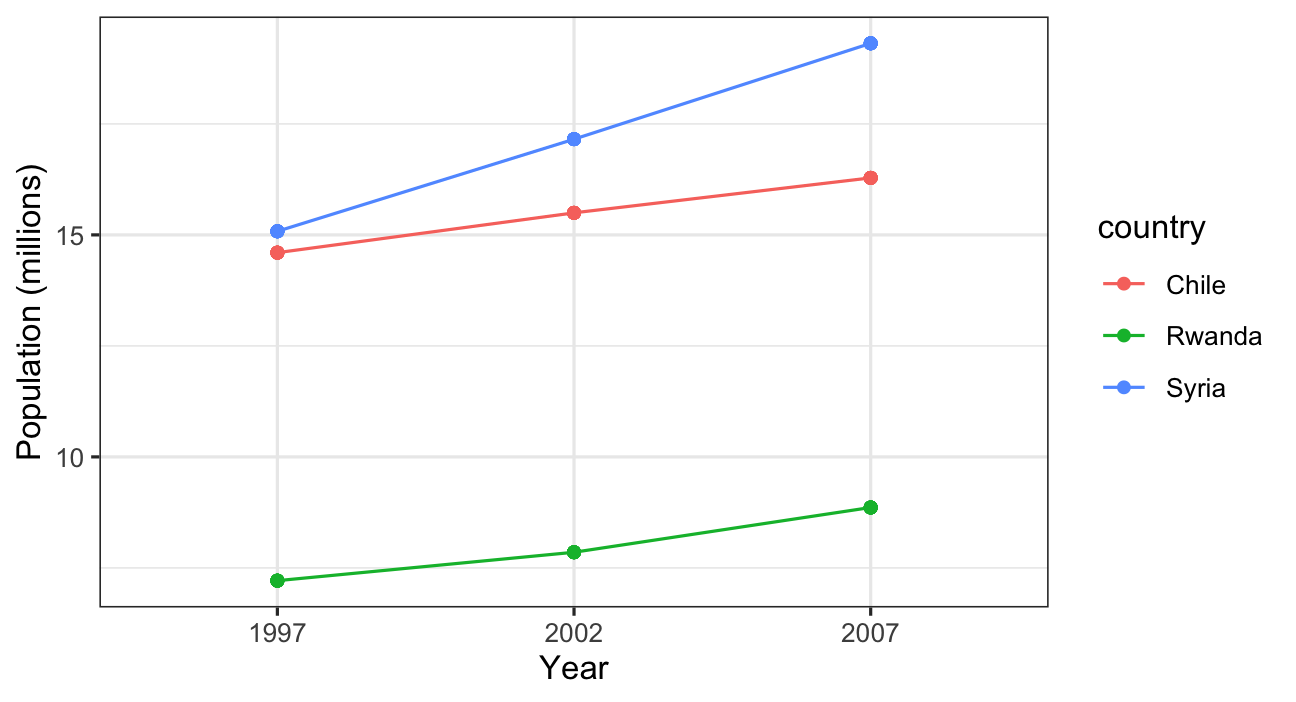 Population (millions)
15
10
1997
2002
2007
Year
country
Chile
Rwanda
Syria